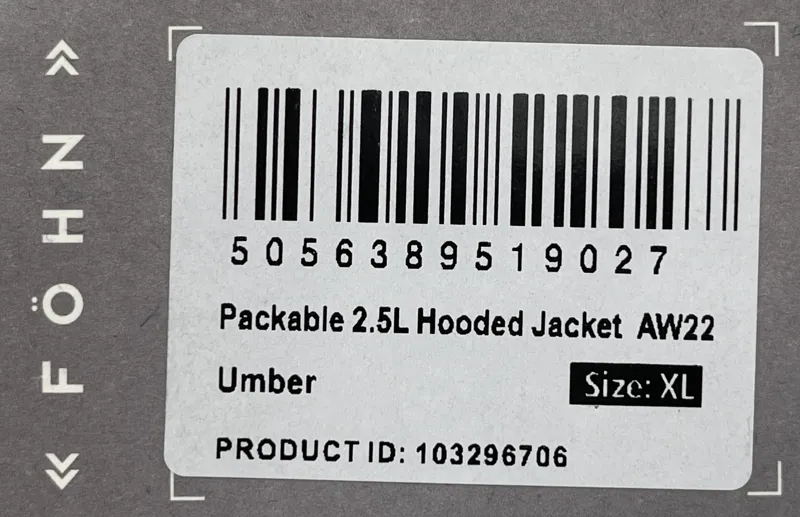 FÖHN
5056389519027
Packable 2.5L Hooded Jacket AW22
Umber
Size: XL
PRODUCT ID: 103296706